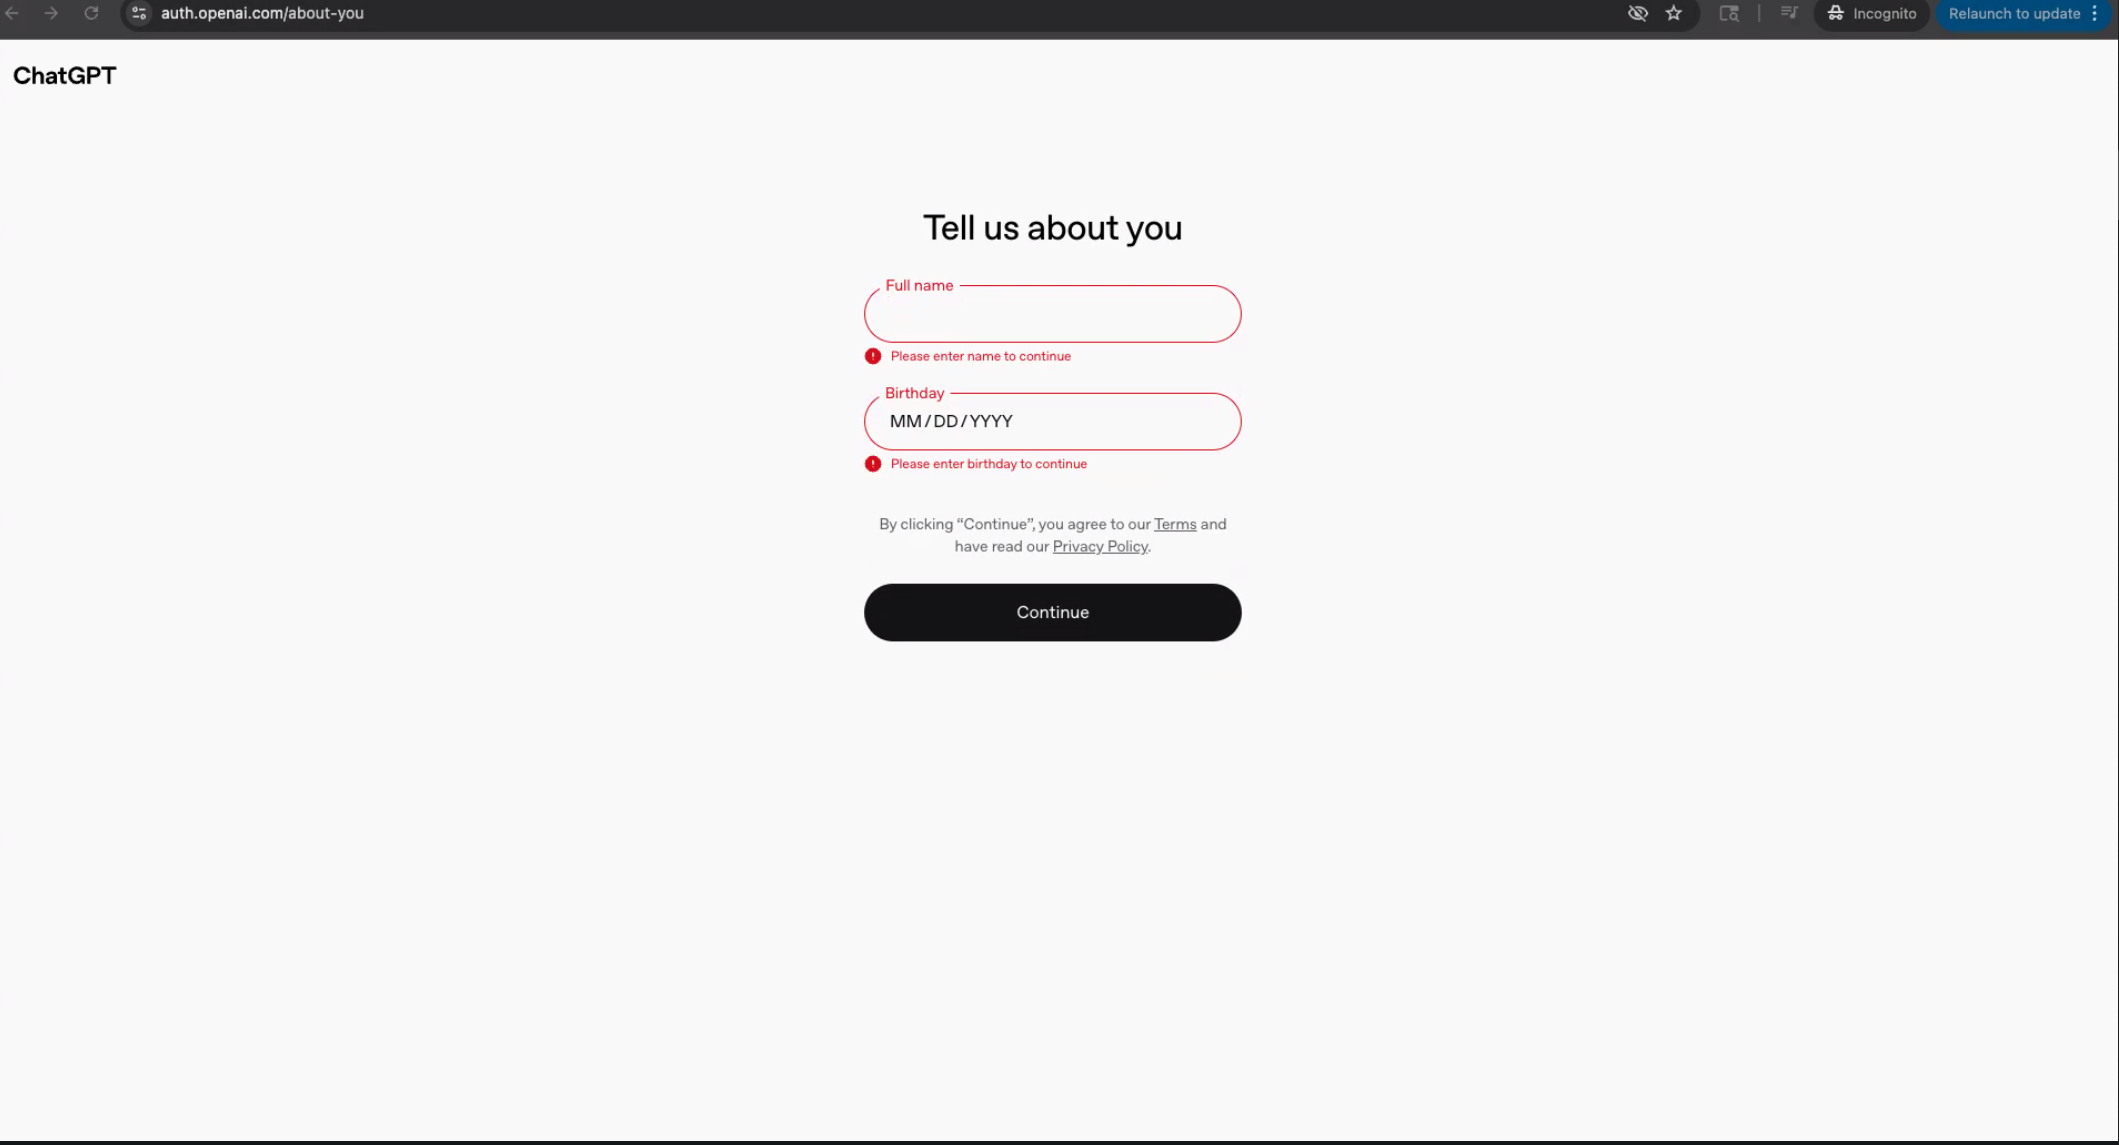 auth.openai.com/about-you
Incognito
Relaunch to update
ChatGPT
Tell us about you
Full name
Please enter name to continue
Birthday
MM/DD/YYYY
Please enter birthday to continue
By clicking “Continue”, you agree to our Terms and
have read our Privacy Policy.
Continue